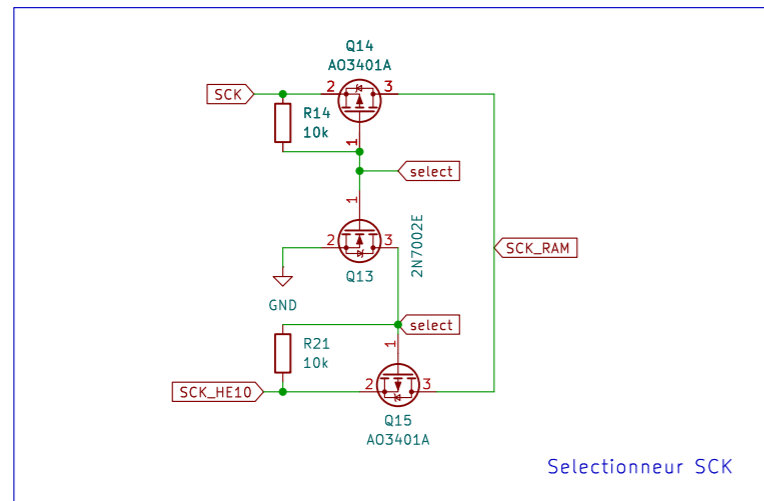 Q14
AO3401A
SCK
2
3
R14
10k
1
select
1
2
3
2N7002E
Q13
SCK_RAM
GND
select
R21
10k
1
SCK_HE10
2
3
Q15
AO3401A
Selectionneur SCK